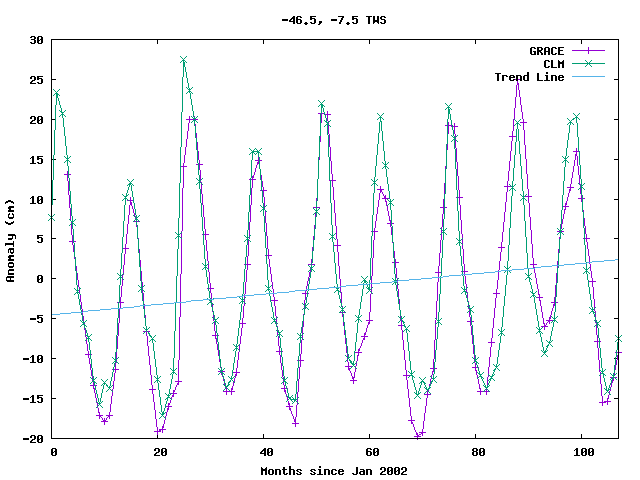 -46.5, -7.5 TWS
30
25
20
15
10
5
0
-5
-10
-15
-20
Anomaly (cm)
GRACE
CLM
Trend Line
0 20 40 60 80 100
Months since Jan 2002